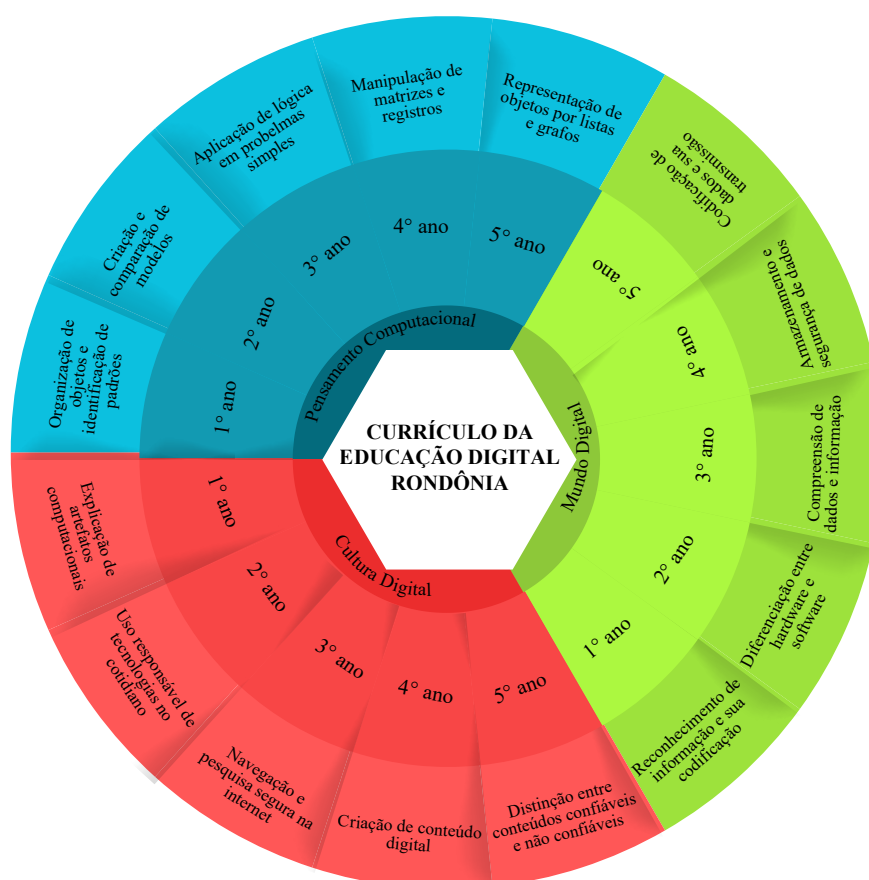 CURRÍCULO DA
EDUCAÇÃO DIGITAL
RONDÔNIA
Pensamento Computacional
1° ano
Organização de
objetos e
identificação de
padrões
2° ano
Criação e
comparação de
modelos
3° ano
Aplicação de lógica
em probelmas
simples
4° ano
Manipulação de
matrizes e
registros
5° ano
Representação de
objetos por listas
e grafos
Mundo Digital
5° ano
Codificação de
dados e sua
transmissão
4° ano
Armazenamento e
segurança de dados
3° ano
Compreensão de
dados e informação
2° ano
Diferenciação entre
hardware e
software
1° ano
Reconhecimento de
informação e sua
codificação
Cultura Digital
1° ano
Explicação de
artefatos
computacionais
2° ano
Uso responsável de
tecnologias no
cotidiano
3° ano
Navegação e
pesquisa segura na
internet
4° ano
Criação de conteúdo
digital
5° ano
Distinção entre
conteúdos confiáveis
e não confiáveis